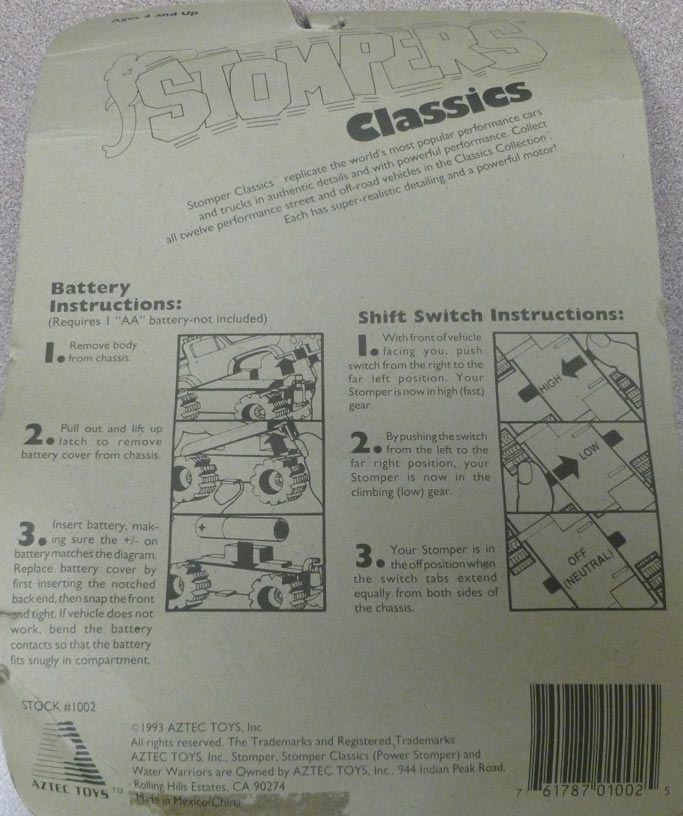 Ages 4 and Up
STOMPERS
Classics
Stomper Classics™ replicate the world's most popular performance cars
and trucks in authentic details and with powerful performance. Collect
all twelve performance street and off-road vehicles in the Classics Collection™.
Each has super-realistic detailing and a powerful motor!
Battery
Instructions:
(Requires 1 "AA" battery-not included)
1. Remove body
from chassis.
2. Pull out and lift up
latch to remove
battery cover from chassis.
3. Insert battery, mak-
ing sure the +/- on
battery matches the diagram.
Replace battery cover by
first inserting the notched
back end, then snap the front
end tight. If vehicle does not
work, bend the battery
contacts so that the battery
fits snugly in compartment.
+
Shift Switch Instructions:
1. With front of vehicle
facing you, push
switch from the right to the
far left position. Your
Stomper is now in high (fast)
gear.
2. By pushing the switch
from the left to the
far right position, your
Stomper is now in the
climbing (low) gear.
3. Your Stomper is in
the off position when
the switch tabs extend
equally from both sides of
the chassis.
HIGH
LOW
OFF
(NEUTRAL)
STOCK #1002
AZTEC TOYS™
©1993 AZTEC TOYS, Inc
All rights reserved. The Trademarks and Registered Trademarks
AZTEC TOYS, Inc., Stomper, Stomper Classics (Power Stomper) and
Water Warriors are Owned by AZTEC TOYS, Inc., 944 Indian Peak Road,
Rolling Hills Estates, CA 90274
Made in Mexico/China
7 61787 01002 5